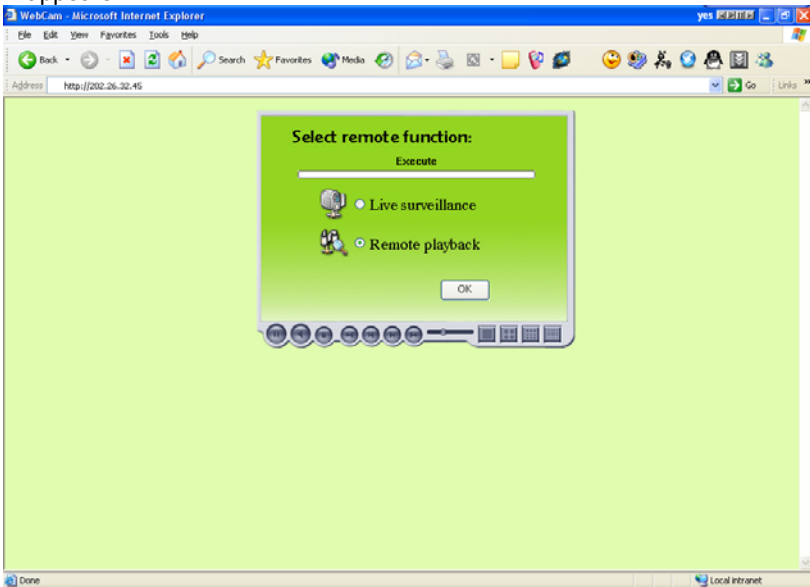 WebCam - Microsoft Internet Explorer
yes
File Edit View Favorites Tools Help
Back Search Favorites Media
Address http://202.26.32.45 Go Links »
Select remote function:
Execute
Live surveillance
Remote playback
OK
Done Local intranet